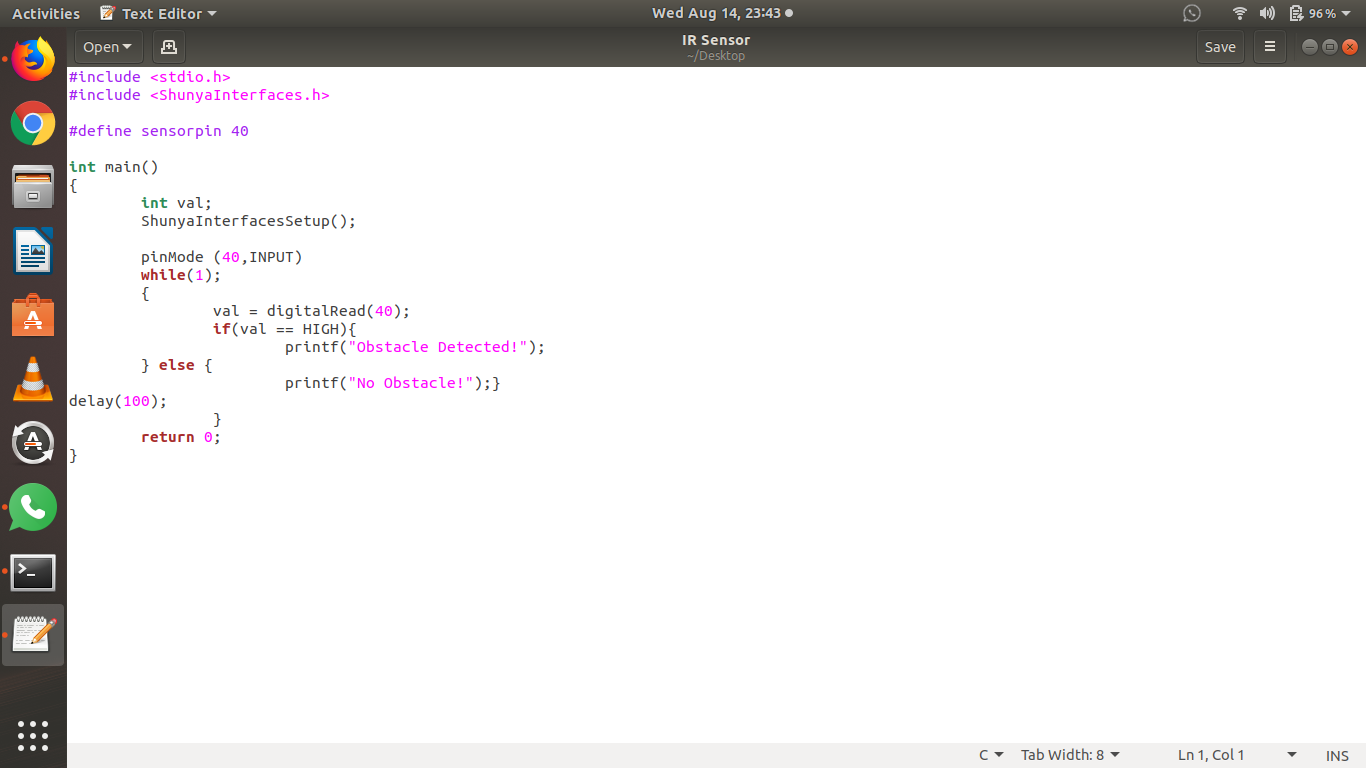 Activities Text Editor Wed Aug 14, 23:43 96%
Open IR Sensor Save
~/Desktop
#include <stdio.h>
#include <ShunyaInterfaces.h>
#define sensorpin 40
int main()
{
int val;
ShunyaInterfacesSetup();
pinMode (40,INPUT)
while(1);
{
val = digitalRead(40);
if(val == HIGH){
printf("Obstacle Detected!");
} else {
printf("No Obstacle!");}
delay(100);
}
return 0;
}
C Tab Width: 8 Ln 1, Col 1 INS